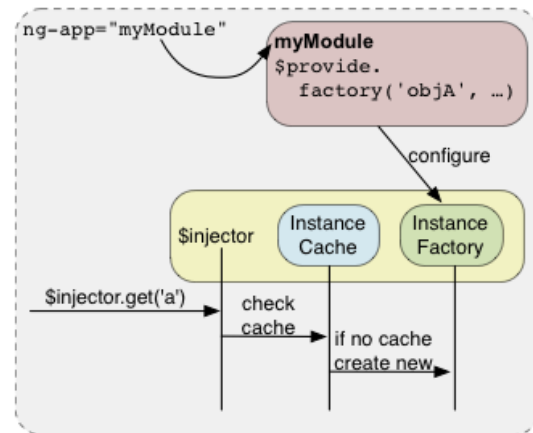 ng-app="myModule"
myModule
$provide.
factory('objA', …)
configure
$injector
Instance
Cache
Instance
Factory
$injector.get('a')
check
cache
if no cache
create new